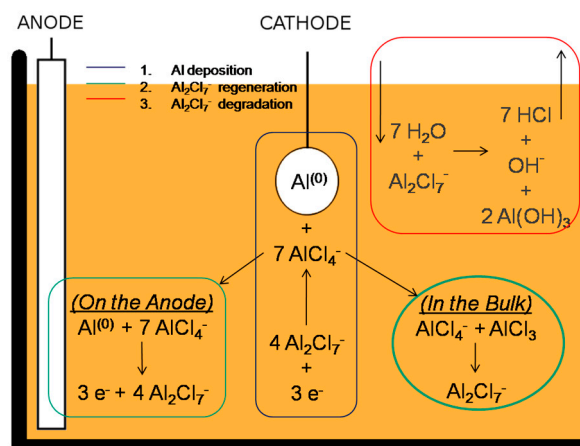 ANODE
CATHODE
1. Al deposition
2. Al₂Cl₇⁻ regeneration
3. Al₂Cl₇⁻ degradation
7 H₂O
+
Al₂Cl₇⁻
7 HCl
+
OH⁻
+
2 Al(OH)₃
Al⁽⁰⁾
+
7 AlCl₄⁻
4 Al₂Cl₇⁻
+
3 e⁻
(On the Anode)
Al⁽⁰⁾ + 7 AlCl₄⁻
3 e⁻ + 4 Al₂Cl₇⁻
(In the Bulk)
AlCl₄⁻ + AlCl₃
Al₂Cl₇⁻